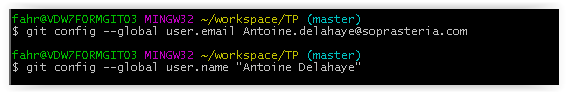 fahr@VDW7FORMGIT03 MINGW32 ~/workspace/TP (master)
$ git config --global user.email Antoine.delahaye@soprasteria.com
fahr@VDW7FORMGIT03 MINGW32 ~/workspace/TP (master)
$ git config --global user.name "Antoine Delahaye"